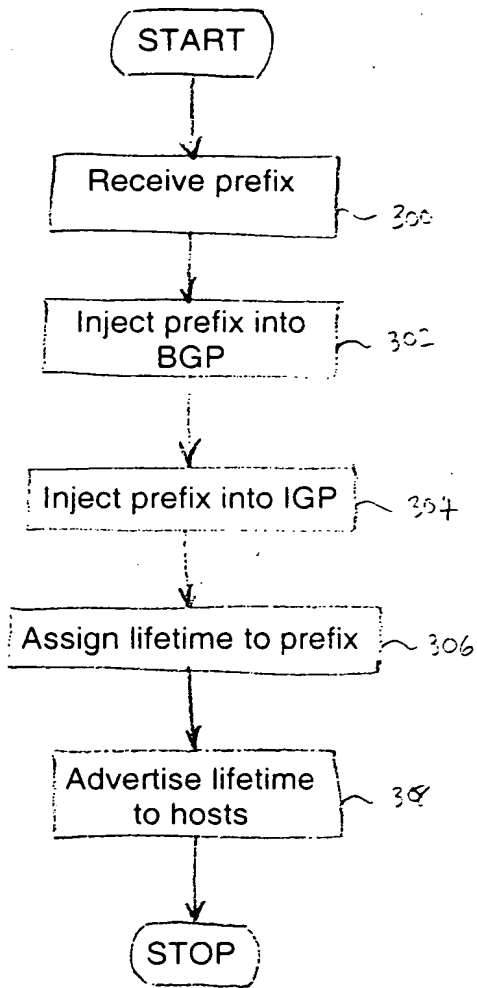 START
Receive prefix
300
Inject prefix into
BGP
302
Inject prefix into IGP
304
Assign lifetime to prefix
306
Advertise lifetime
to hosts
308
STOP